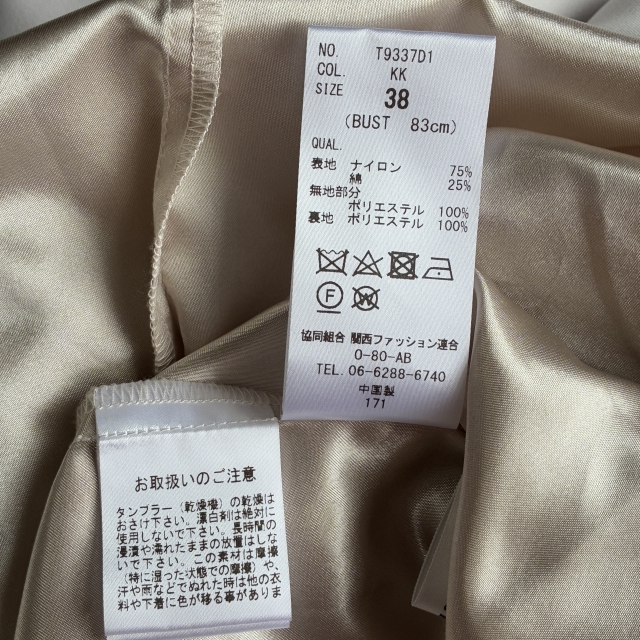 NO. T9337D1
COL. KK
SIZE 38
(BUST 83cm)
QUAL.
表地 ナイロン 75%
綿 25%
無地部分
ポリエステル 100%
裏地 ポリエステル 100%
F W
協同組合 関西ファッション連合
O-80-AB
TEL. 06-6288-6740
中国製
171
お取扱いのご注意
タンブラー(乾燥機)の乾燥は
おさけ下さい。漂白剤は絶対に
使用しないで下さい。長時間の
浸漬や濡れたままの放置はしな
いで下さい。この素材は摩擦
(特に湿った状態での摩擦)や、
汗や雨などでぬれた時は他の衣
料や下着に色が移る事がありま